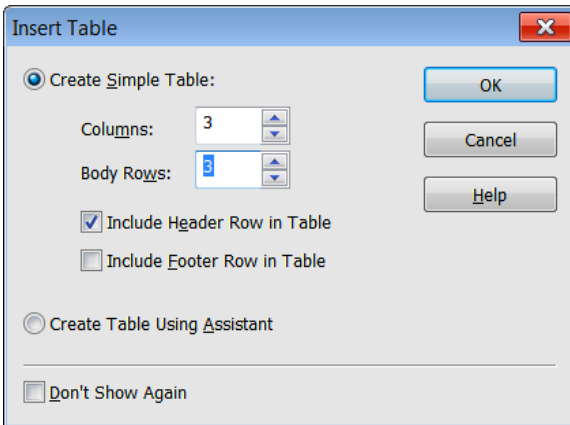 Insert Table
Create Simple Table:
OK
Columns: 3
Cancel
Body Rows: 3
Help
Include Header Row in Table
Include Footer Row in Table
Create Table Using Assistant
Don't Show Again